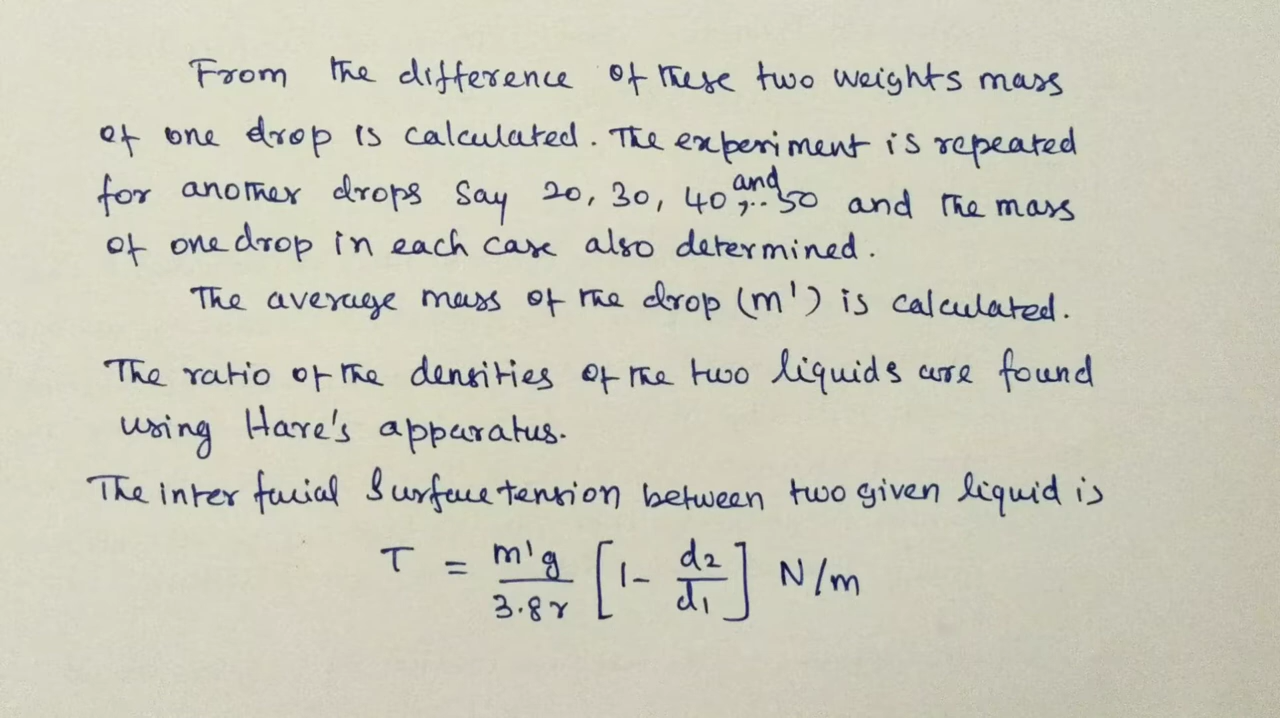 From the difference of these two weights mass
of one drop is calculated. The experiment is repeated
for another drops Say 20, 30, 40,.. and 50 and the mass
of one drop in each case also determined.
The average mass of the drop (m') is calculated.
The ratio of the densities of the two liquids are found
using Hare's apparatus.
The inter facial Surface tension between two given liquid is
T = m'g / 3.8r [1 - d2/d1] N/m